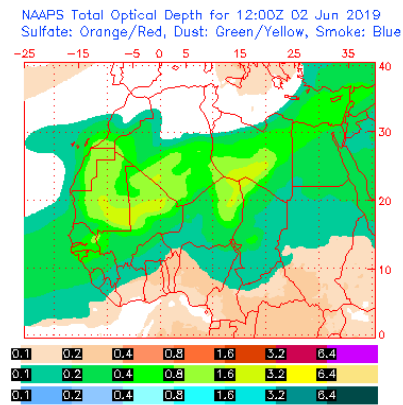 NAAPS Total Optical Depth for 12:00Z 02 Jun 2019
Sulfate: Orange/Red, Dust: Green/Yellow, Smoke: Blue
-25 -15 -5 -0 5 15 25 35
40
30
20
10
0
0.1 0.2 0.4 0.8 1.6 3.2 6.4
0.1 0.2 0.4 0.8 1.6 3.2 6.4
0.1 0.2 0.4 0.8 1.6 3.2 6.4